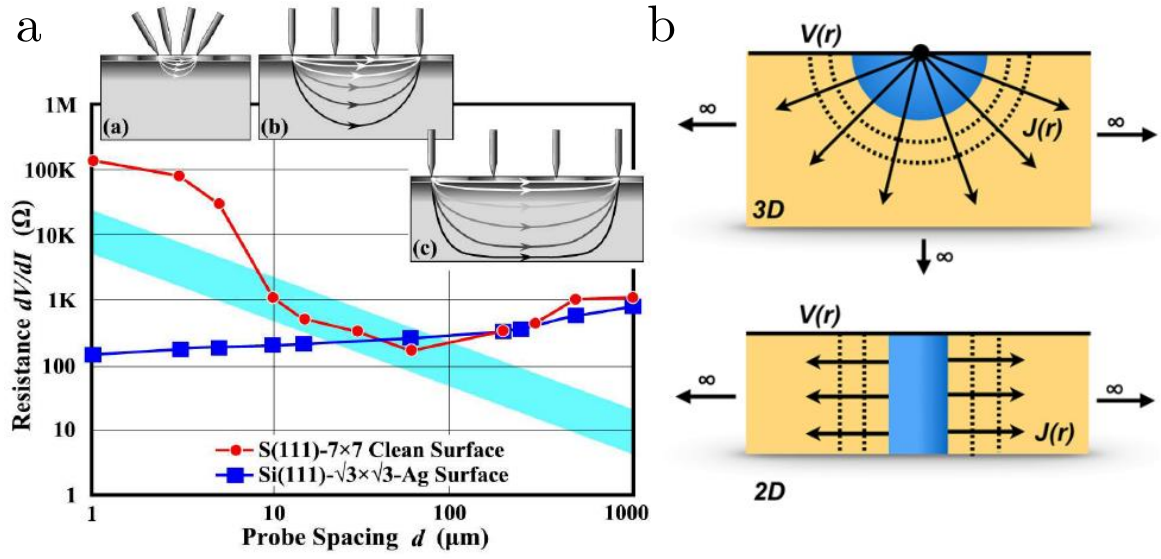 a
(a)
(b)
(c)
1M
100K
10K
1K
100
10
1
Resistance dV/dI (Ω)
S(111)-7×7 Clean Surface
Si(111)-√3×√3-Ag Surface
1 10 100 1000
Probe Spacing d (μm)
b
V(r)
∞ ∞
J(r)
3D
∞
V(r)
∞ ∞
J(r)
2D